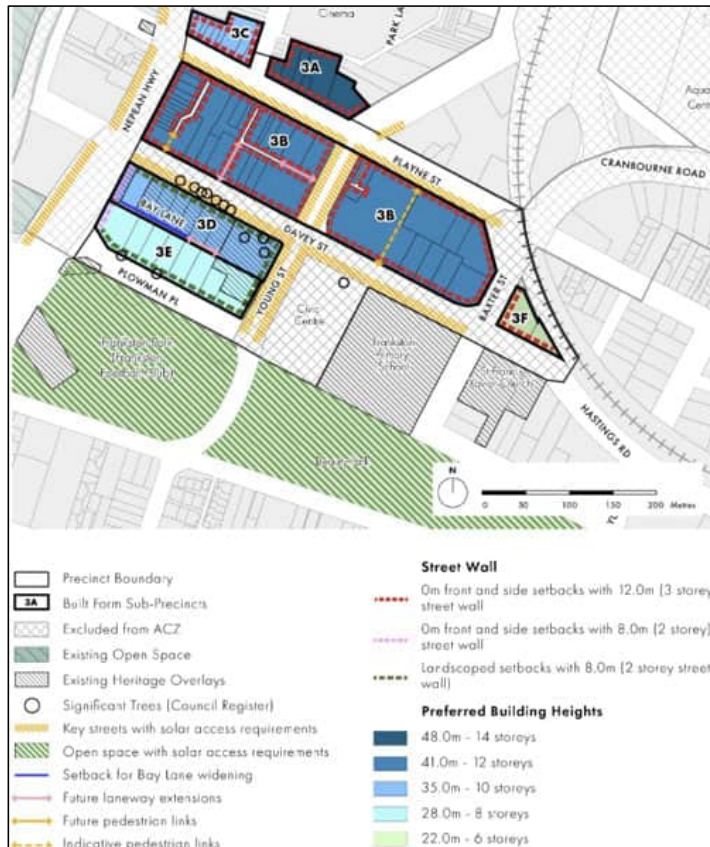 Cinema
PARK LA
3C
3A
NEPEAN HWY
3B
PLAYNE ST
CRANBOURNE ROAD
Aqua
Cent
3B
BAY LANE
3D
DAVEY ST
3E
YOUNG ST
PLOWMAN PL
Civic
Centre
BAXTER ST
3F
Frankston
Primary
School
HASTINGS RD
YL
N
0 50 100 150 200 Metres
Precinct Boundary
3A Built Form Sub-Precincts
Excluded from ACZ
Existing Open Space
Existing Heritage Overlays
Significant Trees (Council Register)
Key streets with solar access requirements
Open space with solar access requirements
Setback for Bay Lane widening
Future laneway extensions
Future pedestrian links
Indicative pedestrian links
Street Wall
0m front and side setbacks with 12.0m (3 storey
street wall
0m front and side setbacks with 8.0m (2 storey)
street wall
Landscaped setbacks with 8.0m (2 storey street
wall)
Preferred Building Heights
48.0m - 14 storeys
41.0m - 12 storeys
35.0m - 10 storeys
28.0m - 8 storeys
22.0m - 6 storeys